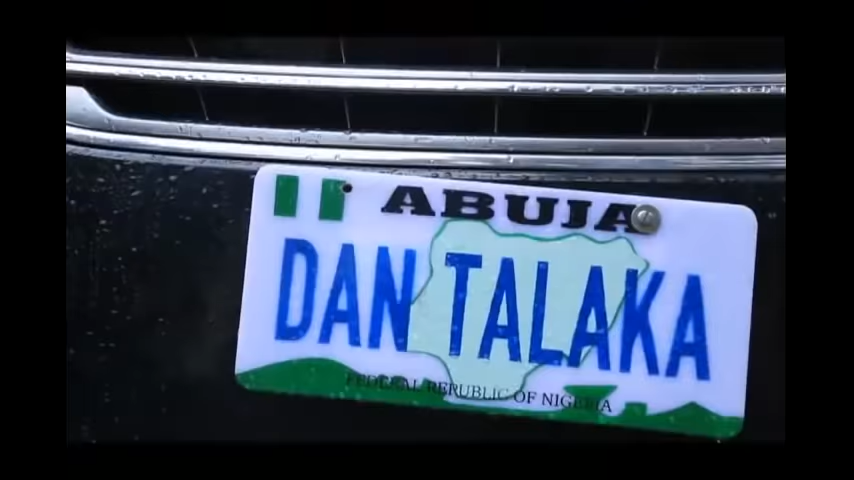 ABUJA
DAN TALAKA
FEDERAL REPUBLIC OF NIGERIA